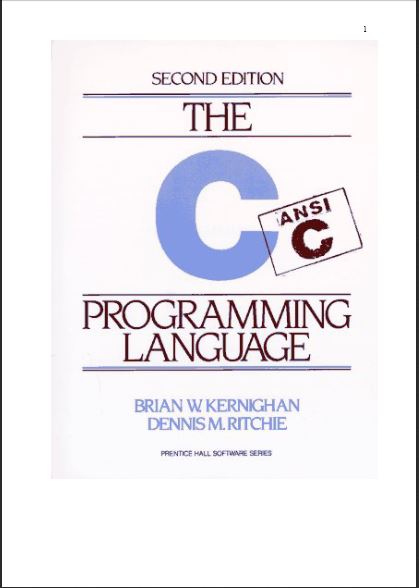 1
SECOND EDITION
THE
C
ANSI
C
PROGRAMMING
LANGUAGE
BRIAN W. KERNIGHAN
DENNIS M. RITCHIE
PRENTICE HALL SOFTWARE SERIES